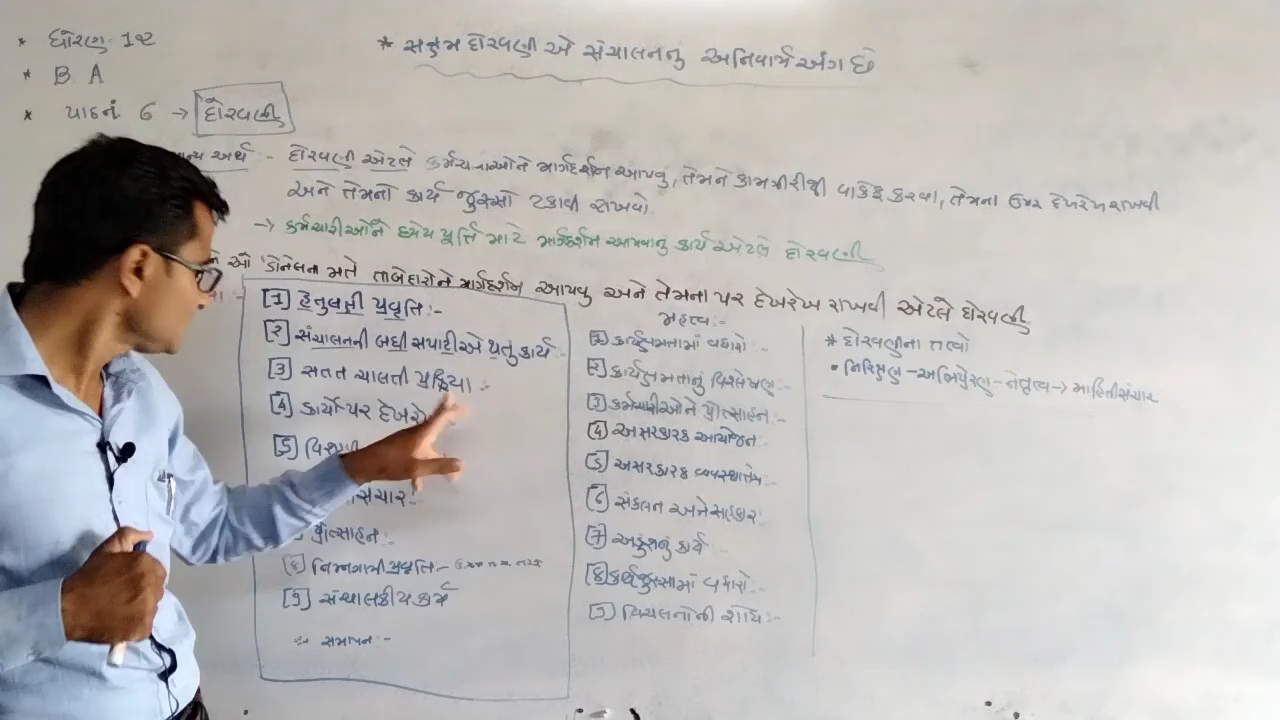 * ધોરણ 12
* B A
* પાઠનં 6 → દોરવણી
* સક્ષમ દોરવણી એ સંચાલનનું અનિવાર્ય અંગ છે
અર્થ :- દોરવણી એટલે કર્મચારીઓને માર્ગદર્શન આપવું, તેમને કામગીરીથી વાકેફ કરવા, તેમના ઉપર દેખરેખ રાખવી
અને તેમનો કાર્ય જુસ્સો ટકાવી રાખવો.
→ કર્મચારીઓને ધ્યેય પૂર્તિ માટે માર્ગદર્શન આપવાનું કાર્ય એટલે દોરવણી
ઓ ડોનેલના મતે તાબેદારોને માર્ગદર્શન આપવુ અને તેમના પર દેખરેખ રાખવી એટલે દોરવણી
[1] હેતુલક્ષી પ્રવૃતિ:-
[2] સંચાલનની બધી સપાટીએ થતુ કાર્ય
[3] સતત ચાલતી પ્રક્રિયા :-
[4] કાર્યો પર
[5]
સંચાર:-
પ્રોત્સાહન:-
[8] નિમ્નગામી પ્રવૃતિ:-
[9] સંચાલકીય કાર્ય
સમાપન:-
મહત્વ:-
[1] કાર્યક્ષમતામાં વધારો :-
[2] કાર્યક્ષમતાનું વિશ્લેષણ:-
[3] કર્મચારીઓને પ્રોત્સાહન:-
[4] અસરકારક આયોજન:-
[5] અસરકારક વ્યવસ્થાતંત્ર:-
[6] સંકલન અને સહકાર:-
[7] અંકુશનું કાર્ય :-
[8] કાર્યજુસ્સામાં વધારો:-
[9] વિચલનોની શોધ:-
* દોરવણીના તત્વો
• નિરિક્ષણ - અભિપ્રેરણ - નેતૃત્વ → માહિતીસંચાર